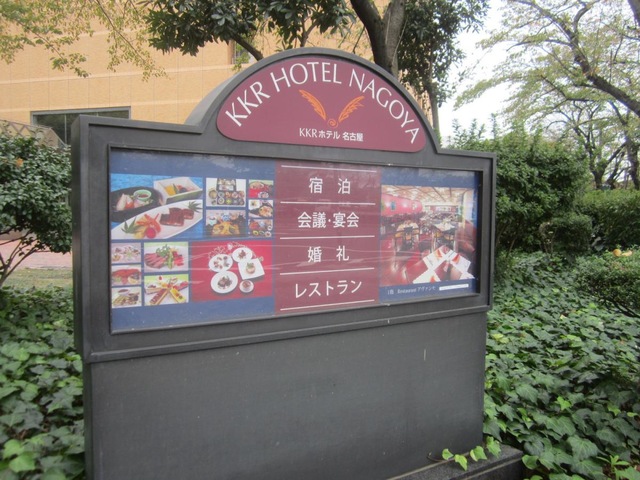 KKR HOTEL NAGOYA
KKRホテル 名古屋
宿 泊
会議·宴会
婚 礼
レストラン